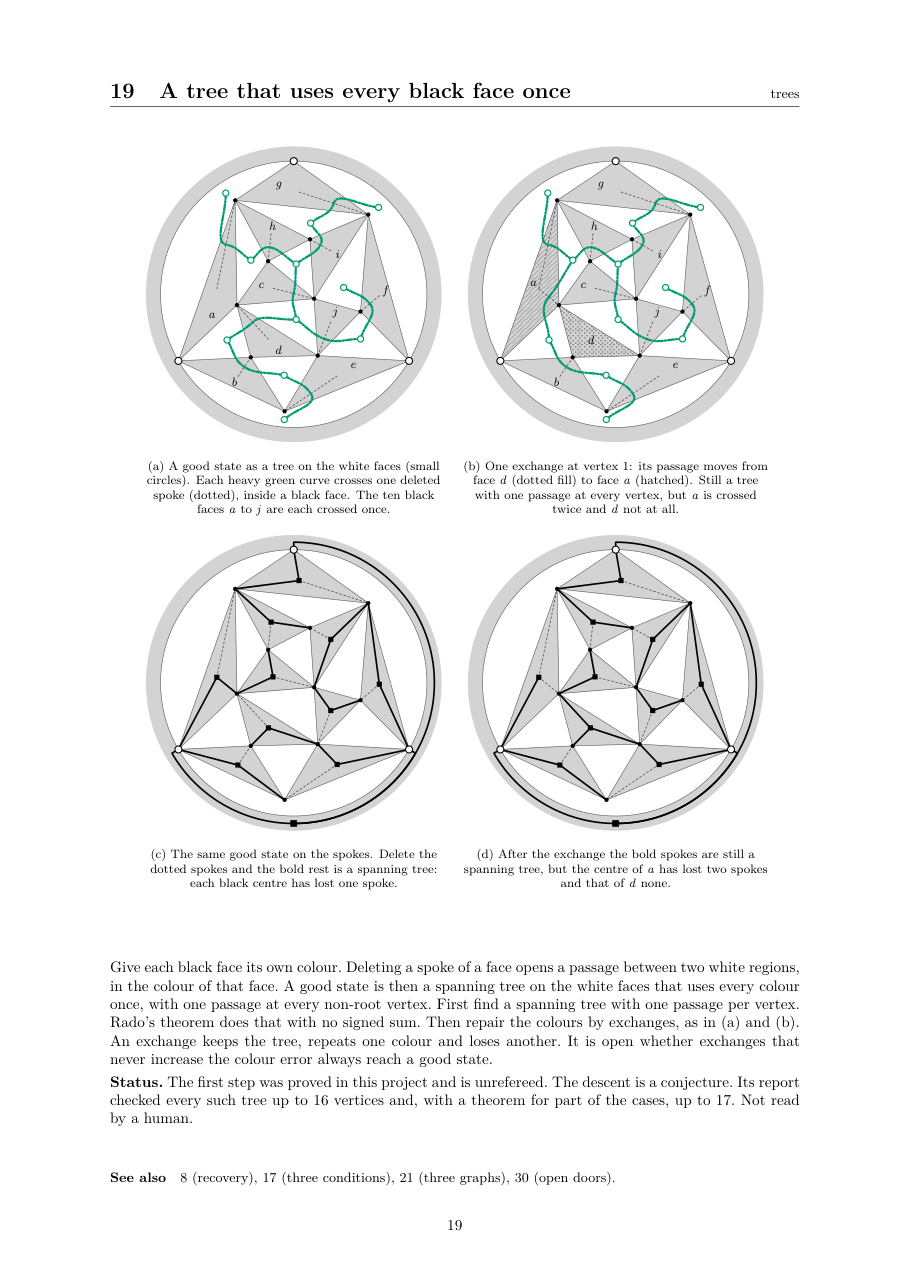 19 A tree that uses every black face once trees
g
h
i
c
f
a
j
d
e
b
g
h
i
a
c
f
j
d
e
b
(a) A good state as a tree on the white faces (small
circles). Each heavy green curve crosses one deleted
spoke (dotted), inside a black face. The ten black
faces a to j are each crossed once.
(b) One exchange at vertex 1: its passage moves from
face d (dotted fill) to face a (hatched). Still a tree
with one passage at every vertex, but a is crossed
twice and d not at all.
(c) The same good state on the spokes. Delete the
dotted spokes and the bold rest is a spanning tree:
each black centre has lost one spoke.
(d) After the exchange the bold spokes are still a
spanning tree, but the centre of a has lost two spokes
and that of d none.
Give each black face its own colour. Deleting a spoke of a face opens a passage between two white regions,
in the colour of that face. A good state is then a spanning tree on the white faces that uses every colour
once, with one passage at every non-root vertex. First find a spanning tree with one passage per vertex.
Rado's theorem does that with no signed sum. Then repair the colours by exchanges, as in (a) and (b).
An exchange keeps the tree, repeats one colour and loses another. It is open whether exchanges that
never increase the colour error always reach a good state.
Status. The first step was proved in this project and is unrefereed. The descent is a conjecture. Its report
checked every such tree up to 16 vertices and, with a theorem for part of the cases, up to 17. Not read
by a human.
See also 8 (recovery), 17 (three conditions), 21 (three graphs), 30 (open doors).
19